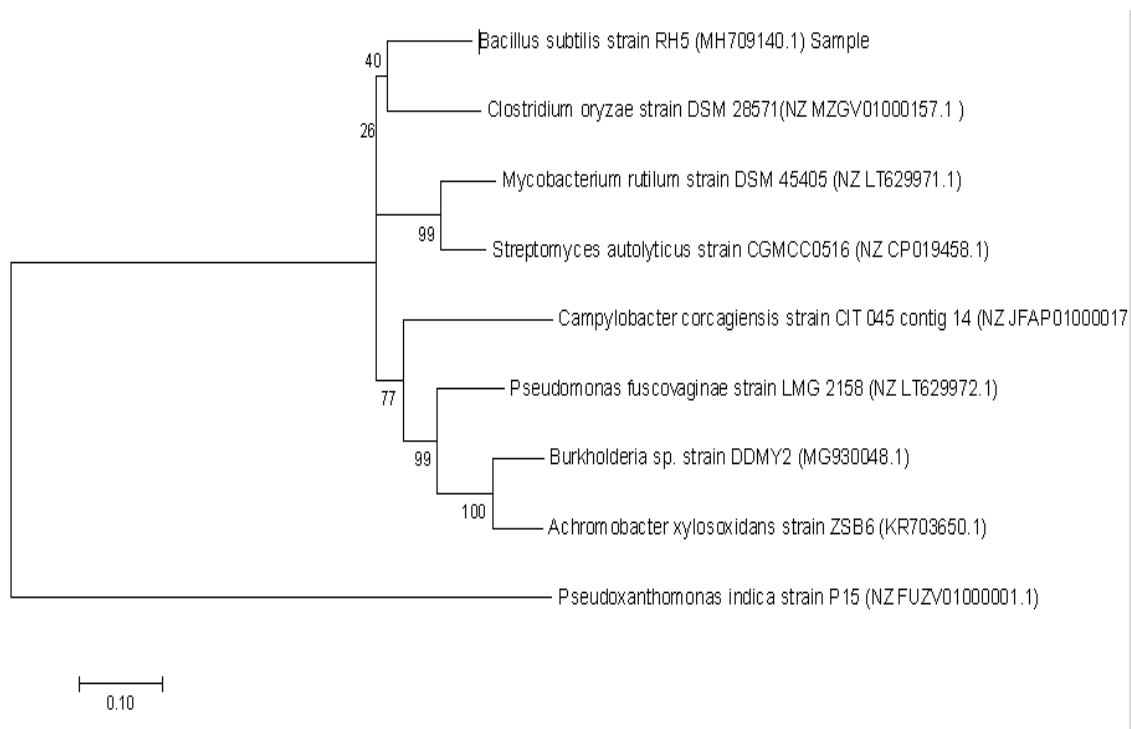 Bacillus subtilis strain RH5 (MH709140.1) Sample
40
Clostridium oryzae strain DSM 28571(NZ MZGV01000157.1 )
26
Mycobacterium rutilum strain DSM 45405 (NZ LT629971.1)
99
Streptomyces autolyticus strain CGMCC0516 (NZ CP019458.1)
Campylobacter corcagiensis strain CIT 045 contig 14 (NZ JFAP01000017
77
Pseudomonas fuscovaginae strain LMG 2158 (NZ LT629972.1)
99
Burkholderia sp. strain DDMY2 (MG930048.1)
100
Achromobacter xylosoxidans strain ZSB6 (KR703650.1)
Pseudoxanthomonas indica strain P15 (NZ FUZV01000001.1)
0.10